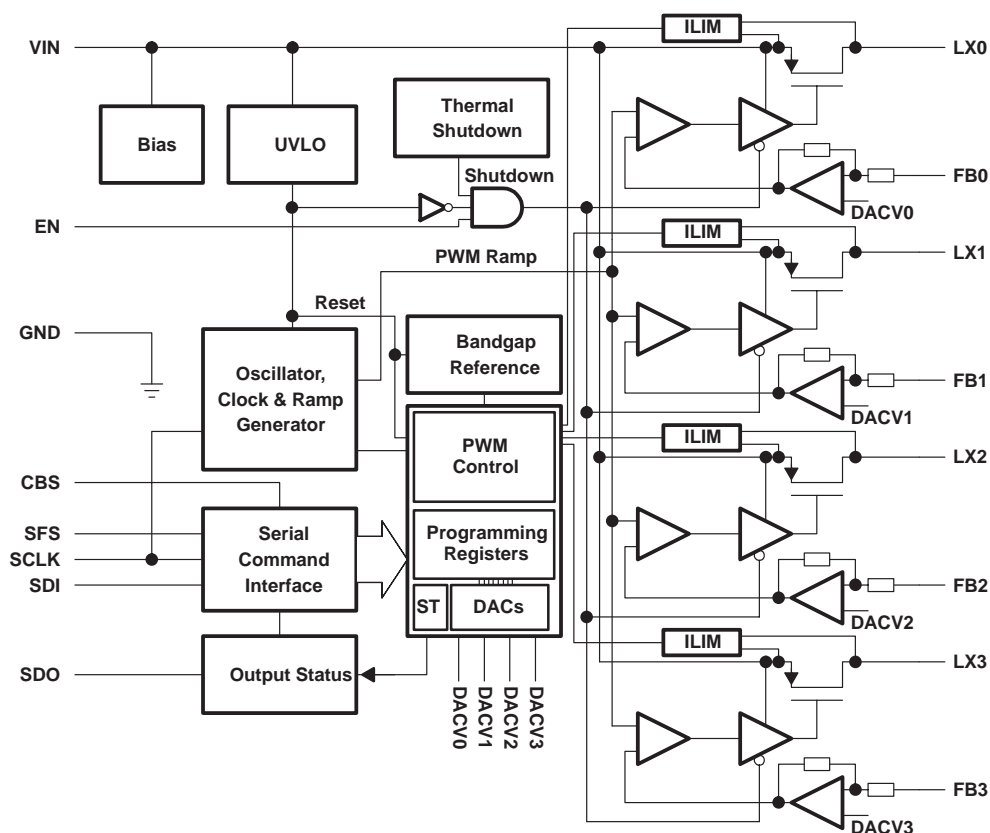 ILIM
VIN
LX0
Thermal
Shutdown
Bias
UVLO
Shutdown
FB0
DACV0
EN
ILIM
LX1
PWM Ramp
Reset
GND
Bandgap
Reference
Oscillator,
Clock & Ramp
Generator
FB1
DACV1
ILIM
PWM
Control
LX2
CBS
SFS
SCLK
SDI
Serial
Command
Interface
Programming
Registers
FB2
ST
DACs
DACV2
ILIM
LX3
SDO
Output Status
DACV0
DACV1
DACV2
DACV3
FB3
DACV3